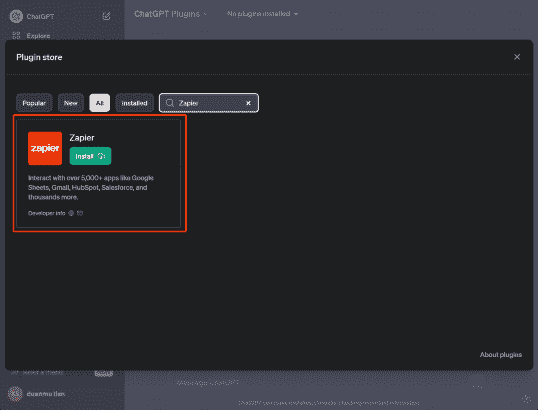 ChatGPT
ChatGPT Plugins
No plugins installed
Explore
Plugin store
Popular
New
All
Installed
Zapier
zapier
Zapier
Install
Interact with over 5,000+ apps like Google
Sheets, Gmail, HubSpot, Salesforce, and
thousands more.
Developer info
About plugins